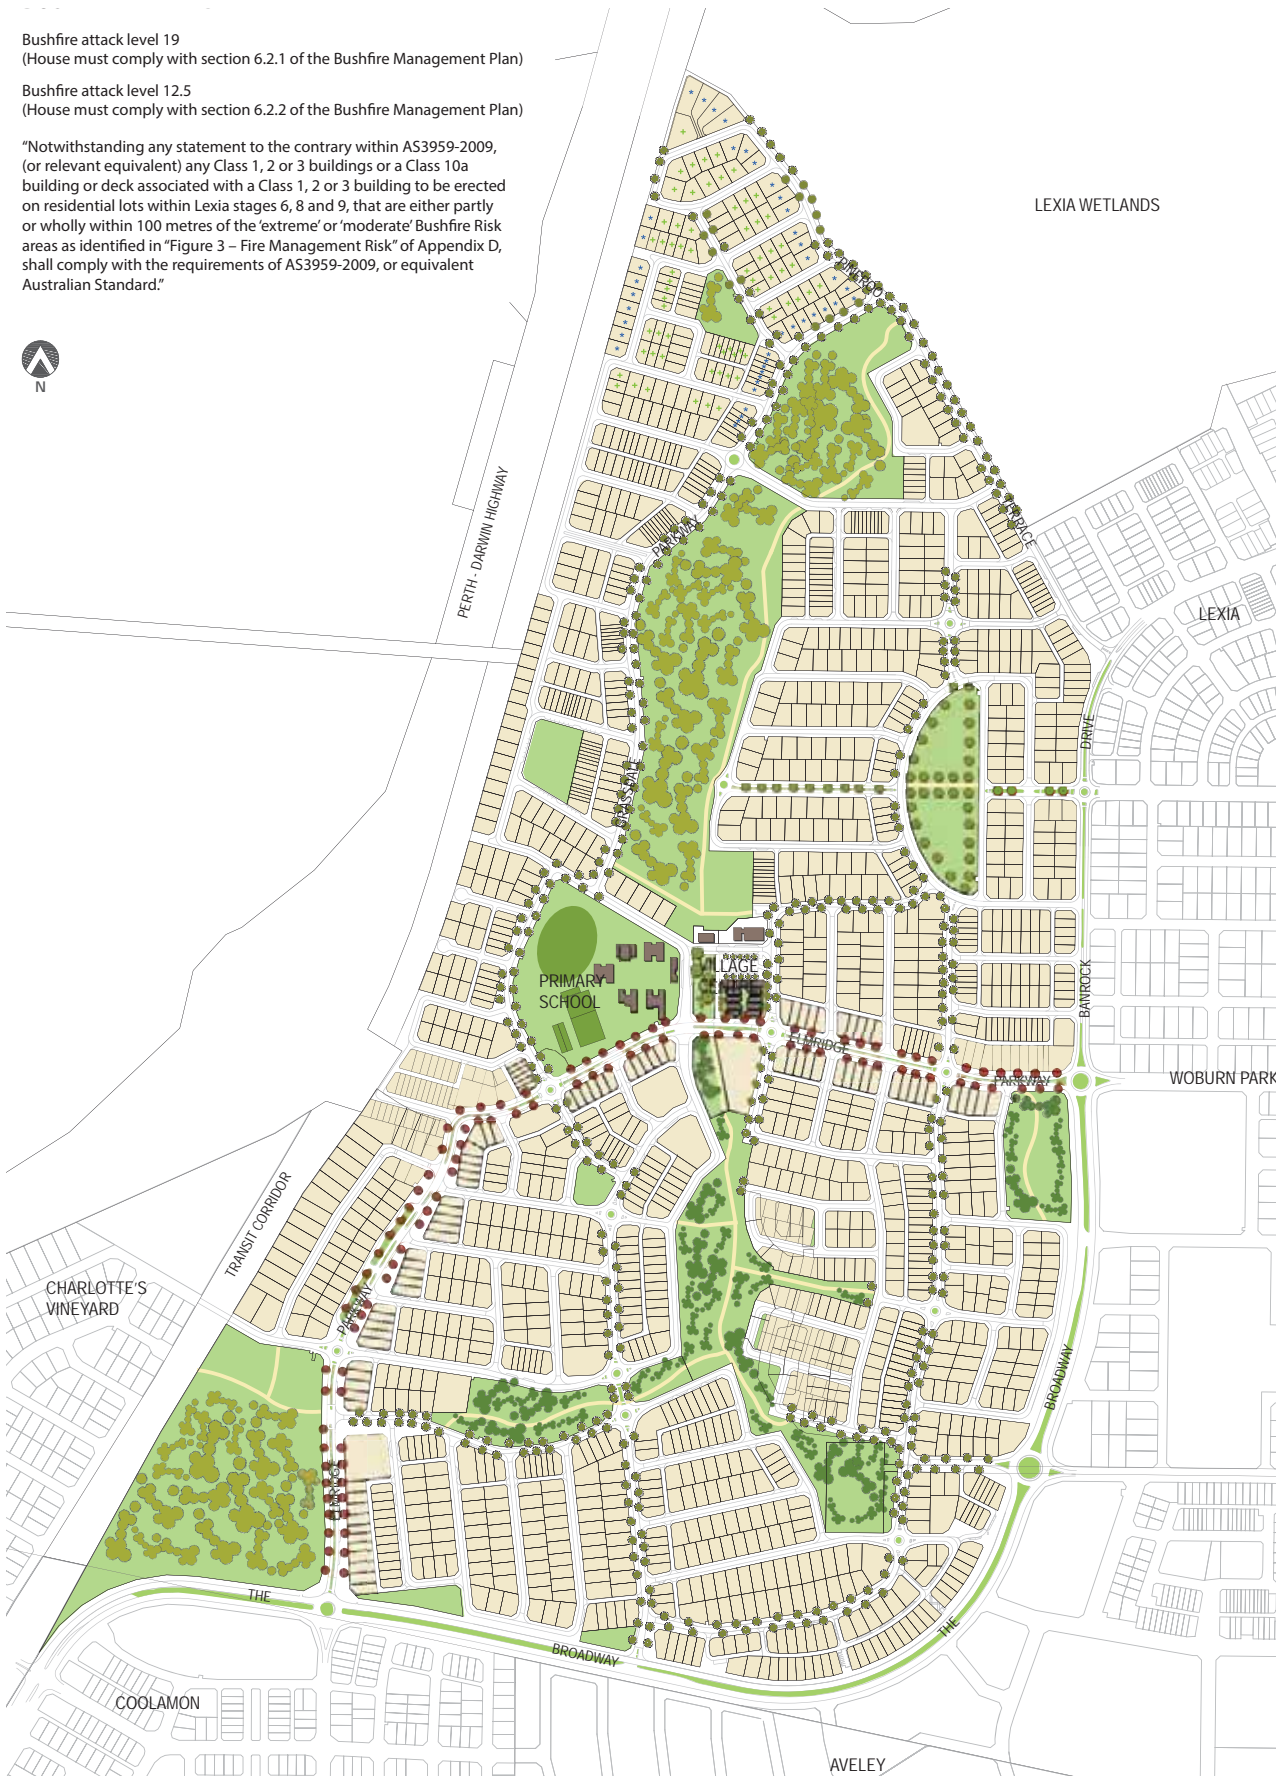 Bushfire attack level 19
(House must comply with section 6.2.1 of the Bushfire Management Plan)
Bushfire attack level 12.5
(House must comply with section 6.2.2 of the Bushfire Management Plan)
“Notwithstanding any statement to the contrary within AS3959-2009,
(or relevant equivalent) any Class 1, 2 or 3 buildings or a Class 10a
building or deck associated with a Class 1, 2 or 3 building to be erected
on residential lots within Lexia stages 6, 8 and 9, that are either partly
or wholly within 100 metres of the ‘extreme’ or ‘moderate’ Bushfire Risk
areas as identified in “Figure 3 – Fire Management Risk” of Appendix D,
shall comply with the requirements of AS3959-2009, or equivalent
Australian Standard.”
N
LEXIA WETLANDS
PINEROO
PERTH - DARWIN HIGHWAY
PARKWAY
TERRACE
LEXIA
DRIVE
GRASSDALE
PRIMARY
SCHOOL
VILLAGE
CENTRE
BANROCK
ELMRIDGE
PARKWAY
WOBURN PARK
TRANSIT CORRIDOR
CHARLOTTE'S
VINEYARD
PARKWAY
BROADWAY
ELMRIDGE
THE
BROADWAY
THE
COOLAMON
AVELEY